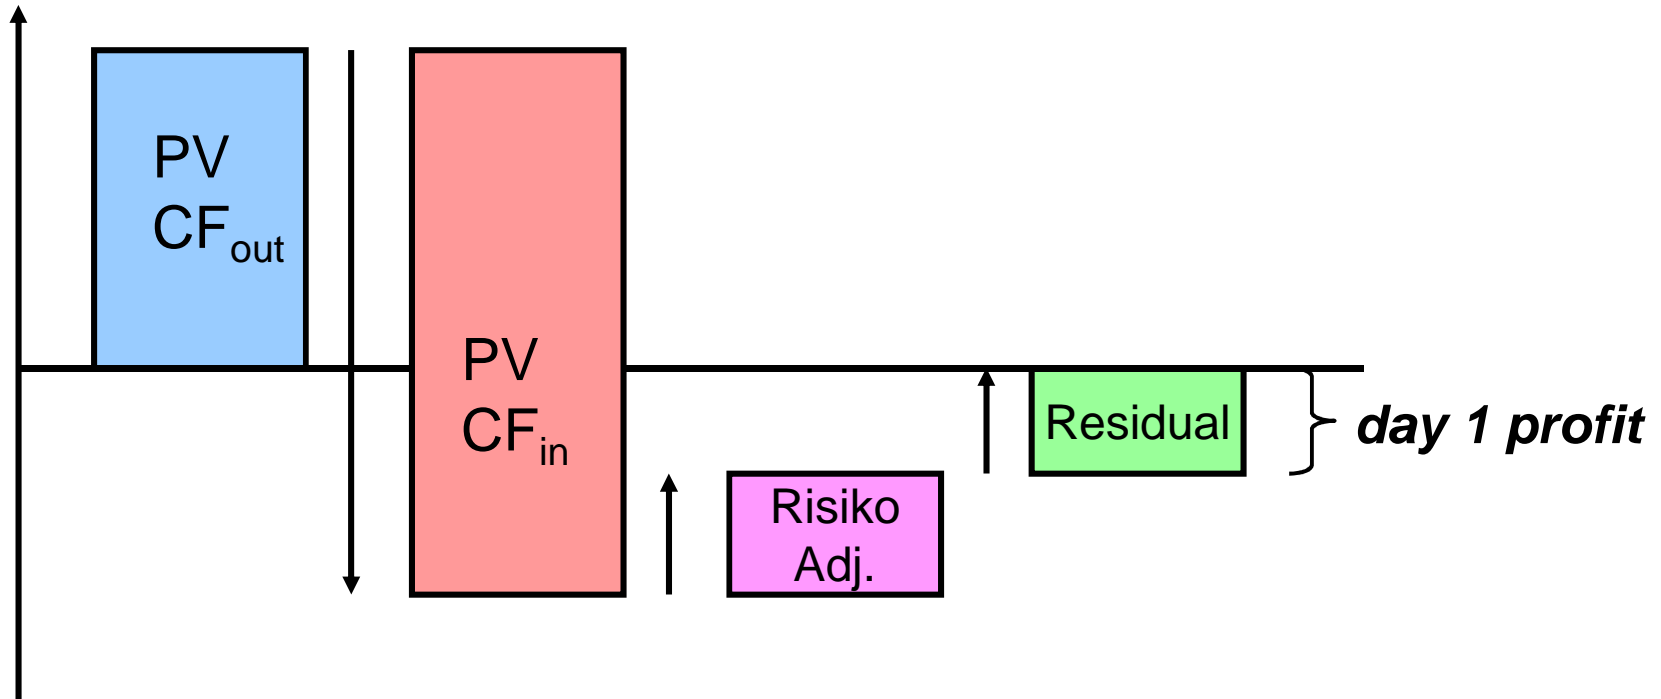 PV
CFout
PV
CFin
Risiko
Adj.
Residual
day 1 profit